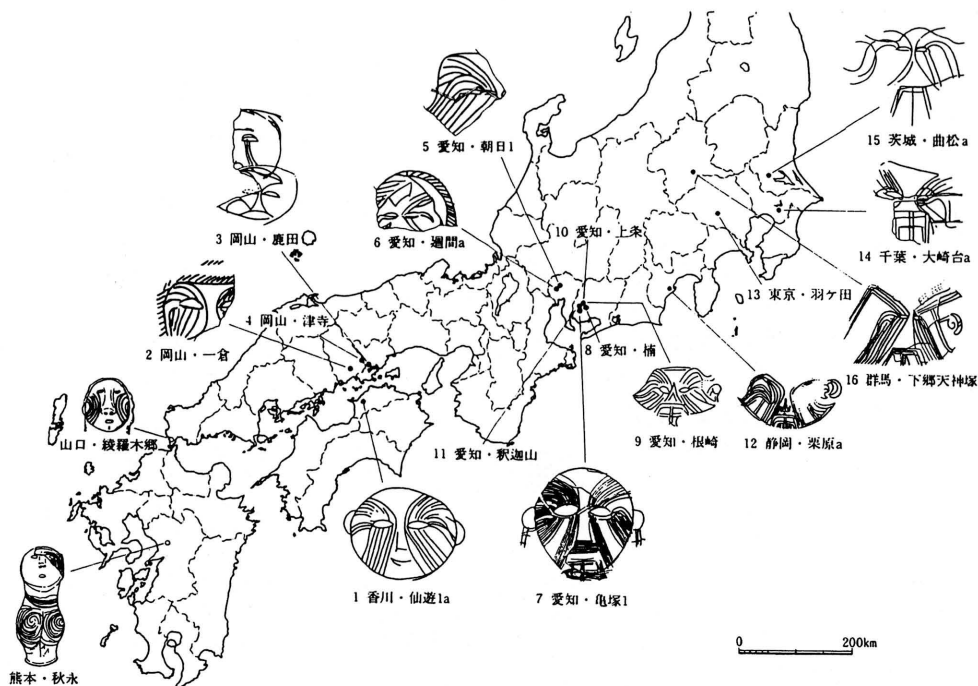 15 茨城・曲松a
5 愛知・朝日1
3 岡山・鹿田
6 愛知・廻間a
10 愛知・上条
14 千葉・大崎台a
13 東京・羽ケ田
4 岡山・津寺
2 岡山・一倉
8 愛知・楠
16 群馬・下郷天神塚
山口・綾羅木郷
11 愛知・釈迦山
9 愛知・根崎
12 静岡・栗原a
1 香川・仙遊1a
7 愛知・亀塚1
0 200km
熊本・秋永